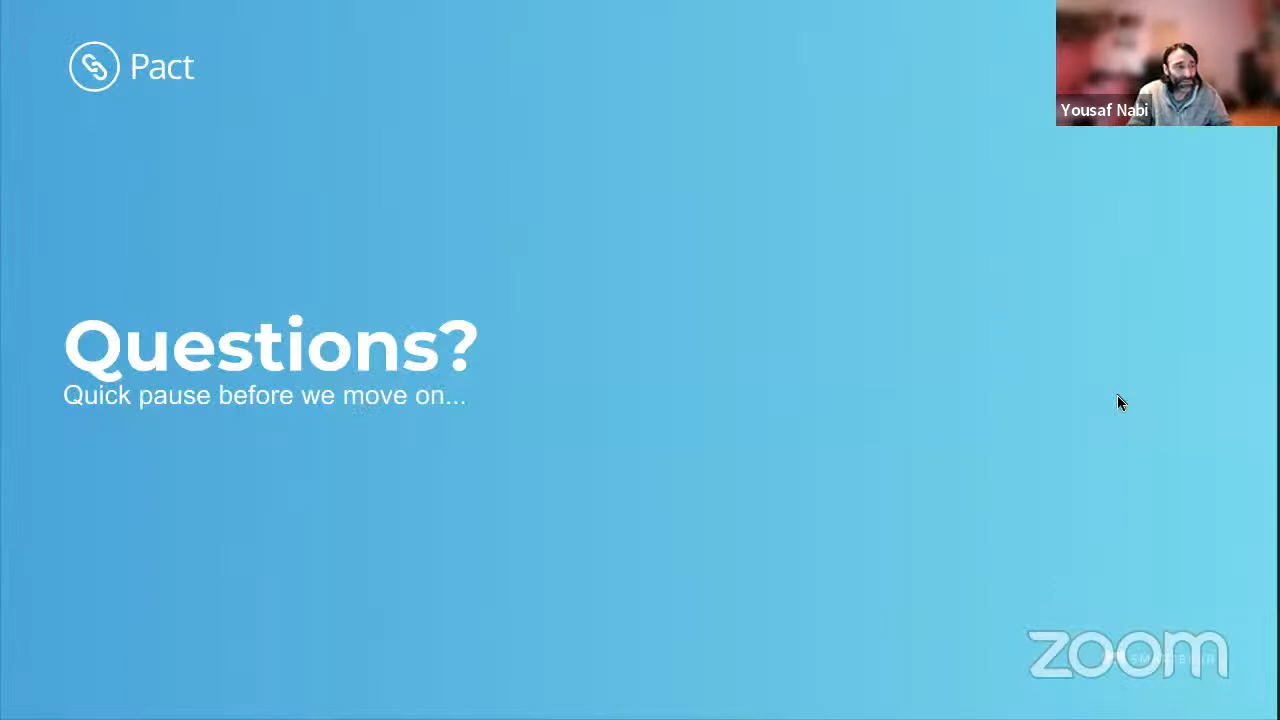 Pact
Yousaf Nabi
Questions?
Quick pause before we move on...
zoom